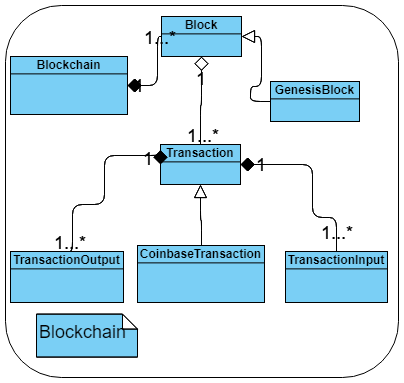 Block
1...*
Blockchain
1
1
GenesisBlock
1...*
Transaction
1
1
1...*
1...*
TransactionOutput
CoinbaseTransaction
TransactionInput
Blockchain